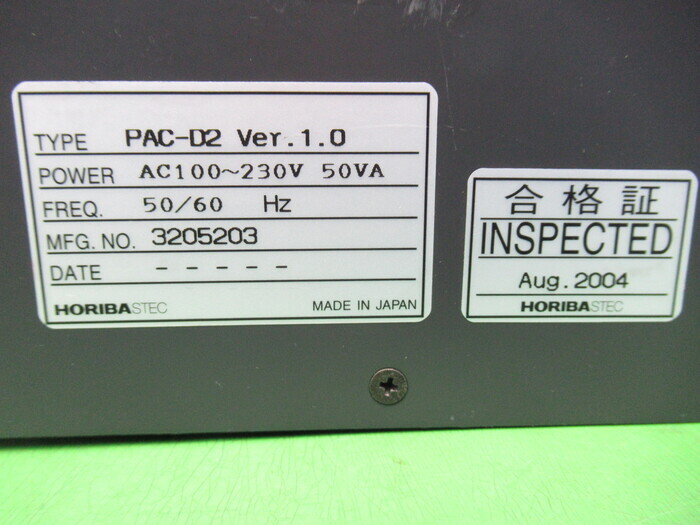 TYPE PAC-D2 Ver.1.0
POWER AC100~230V 50VA
FREQ. 50/60 Hz
MFG. NO. 3205203
DATE - - - - -
HORIBASTEC MADE IN JAPAN
合格証
INSPECTED
Aug.2004
HORIBASTEC